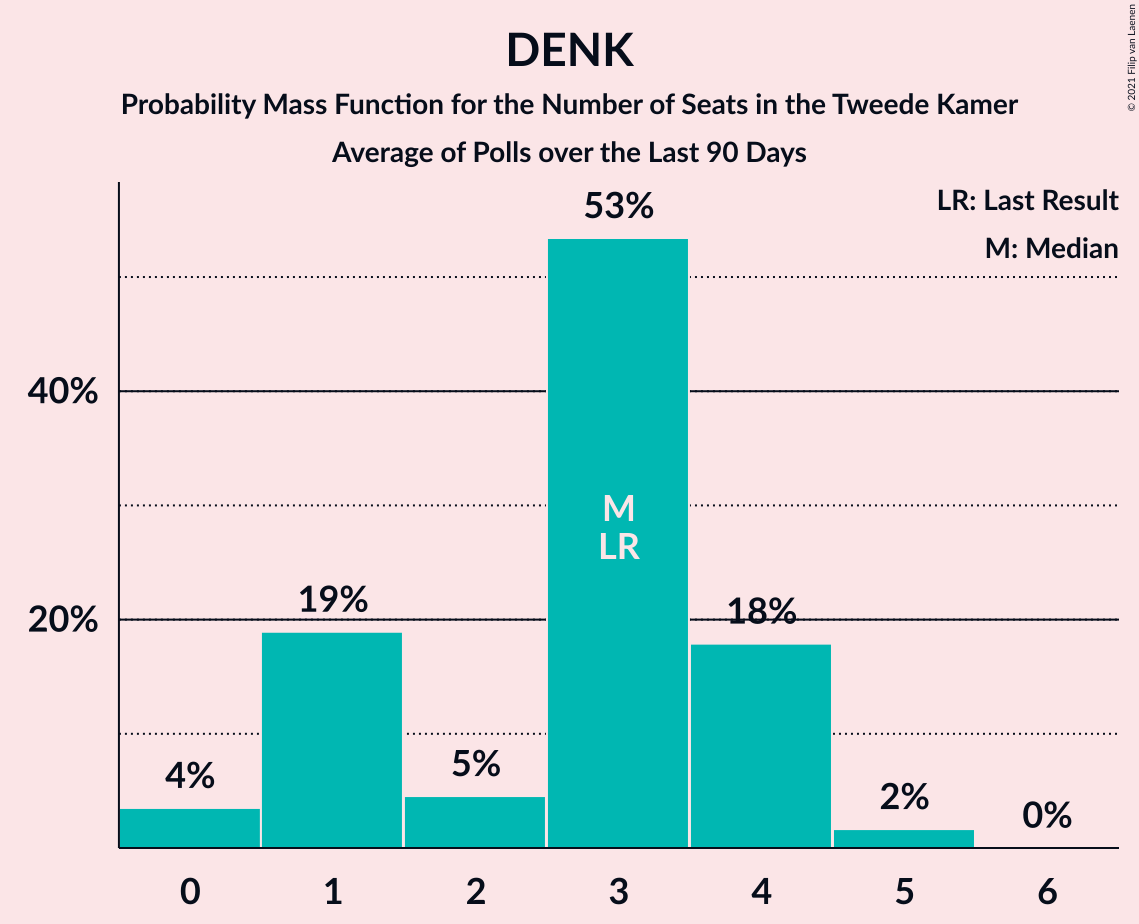 DENK
Probability Mass Function for the Number of Seats in the Tweede Kamer
Average of Polls over the Last 90 Days
© 2021 Filip van Laenen
LR: Last Result
M: Median
53%
40%
M
LR
19%
18%
20%
4%
5%
2%
0%
0 1 2 3 4 5 6